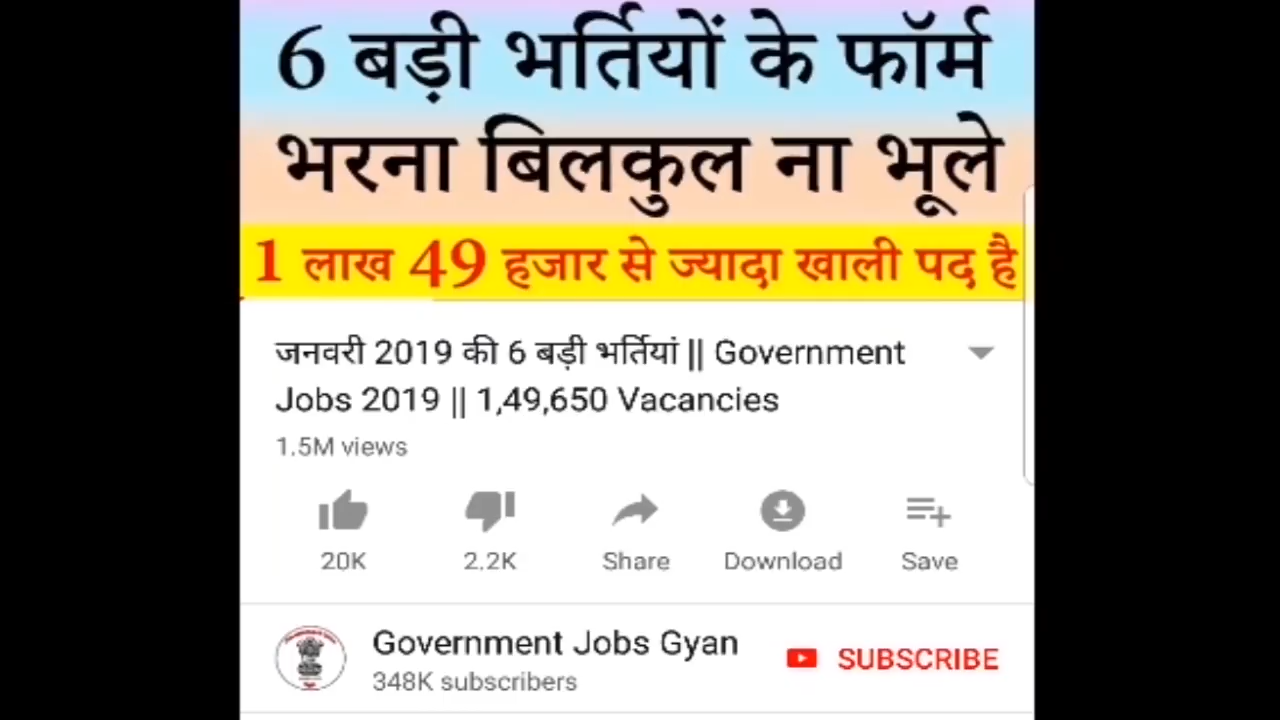 6 बड़ी भर्तियों के फॉर्म
भरना बिलकुल ना भूले
1 लाख 49 हजार से ज्यादा खाली पद है
जनवरी 2019 की 6 बड़ी भर्तियां || Government
Jobs 2019 || 1,49,650 Vacancies
1.5M views
20K 2.2K Share Download Save
Government Jobs Gyan
348K subscribers
SUBSCRIBE